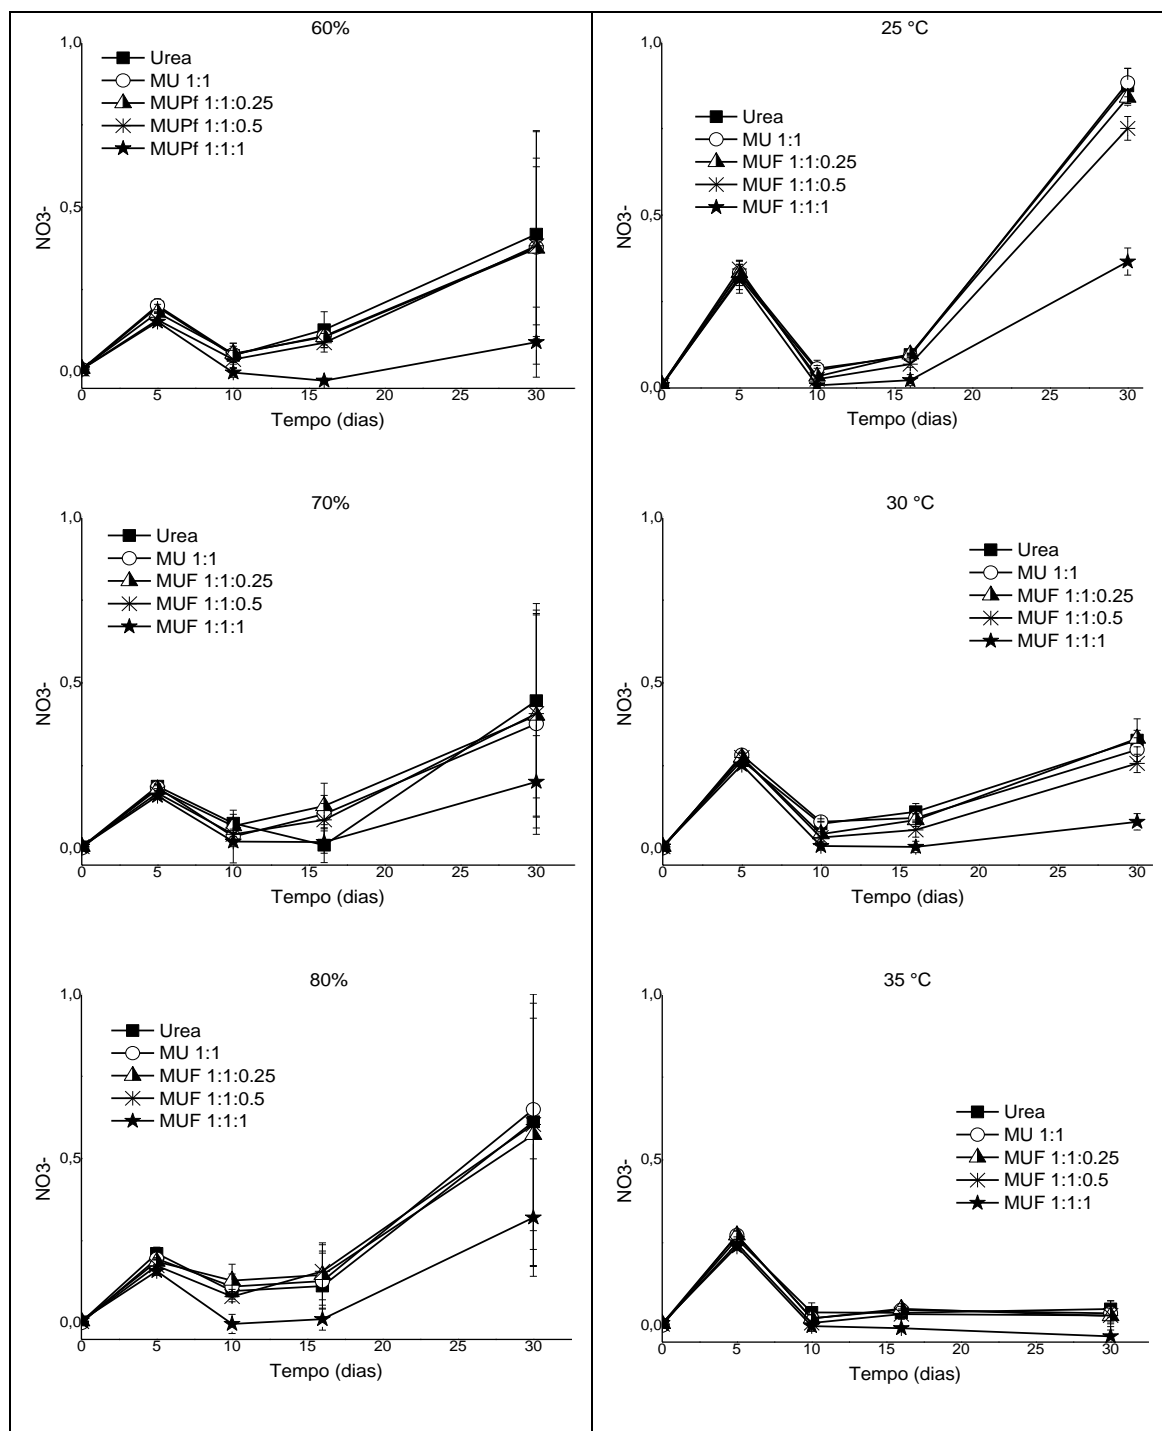 60%
1,0
Urea
MU 1:1
MUPf 1:1:0.25
MUPf 1:1:0.5
MUPf 1:1:1
0,5
NO3-
0,0
0 5 10 15 20 25 30
Tempo (dias)
25 °C
1,0
Urea
MU 1:1
MUF 1:1:0.25
MUF 1:1:0.5
MUF 1:1:1
0,5
NO3-
0,0
0 5 10 15 20 25 30
Tempo (dias)
70%
1,0
Urea
MU 1:1
MUF 1:1:0.25
MUF 1:1:0.5
MUF 1:1:1
0,5
NO3-
0,0
0 5 10 15 20 25 30
Tempo (dias)
30 °C
1,0
Urea
MU 1:1
MUF 1:1:0.25
MUF 1:1:0.5
MUF 1:1:1
0,5
NO3-
0,0
0 5 10 15 20 25 30
Tempo (dias)
80%
1,0
Urea
MU 1:1
MUF 1:1:0.25
MUF 1:1:0.5
MUF 1:1:1
0,5
NO3-
0,0
0 5 10 15 20 25 30
Tempo (dias)
35 °C
1,0
Urea
MU 1:1
MUF 1:1:0.25
MUF 1:1:0.5
MUF 1:1:1
0,5
NO3-
0,0
0 5 10 15 20 25 30
Tempo (dias)